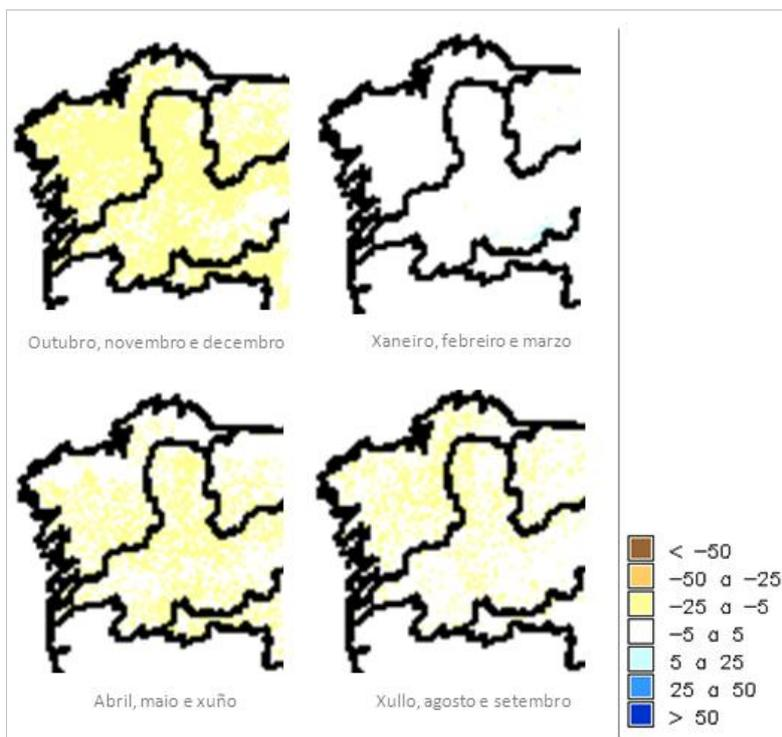 Outubro, novembro e decembro
Xaneiro, febreiro e marzo
Abril, maio e xuño
Xullo, agosto e setembro
< -50
-50 a -25
-25 a -5
-5 a 5
5 a 25
25 a 50
> 50